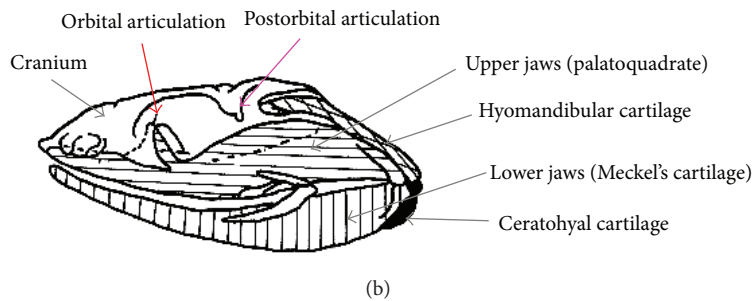 Orbital articulation
Postorbital articulation
Cranium
Upper jaws (palatoquadrate)
Hyomandibular cartilage
Lower jaws (Meckel's cartilage)
Ceratohyal cartilage
(b)